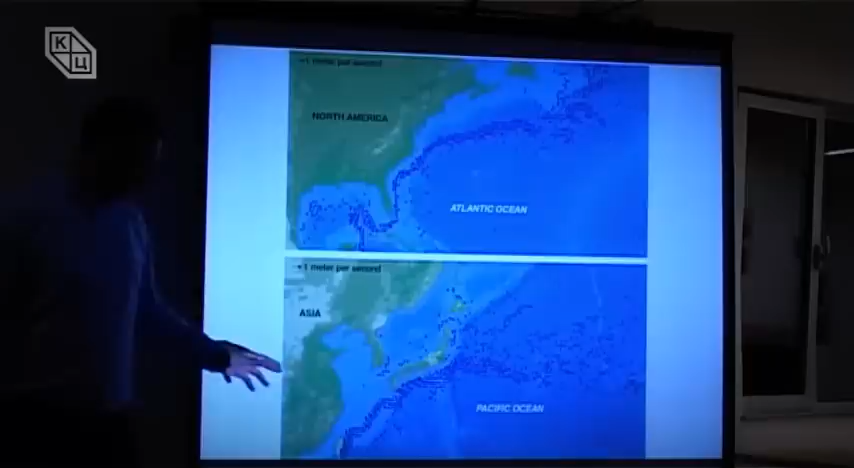 К
Ц
→1 meter per second
NORTH AMERICA
ATLANTIC OCEAN
→1 meter per second
ASIA
PACIFIC OCEAN